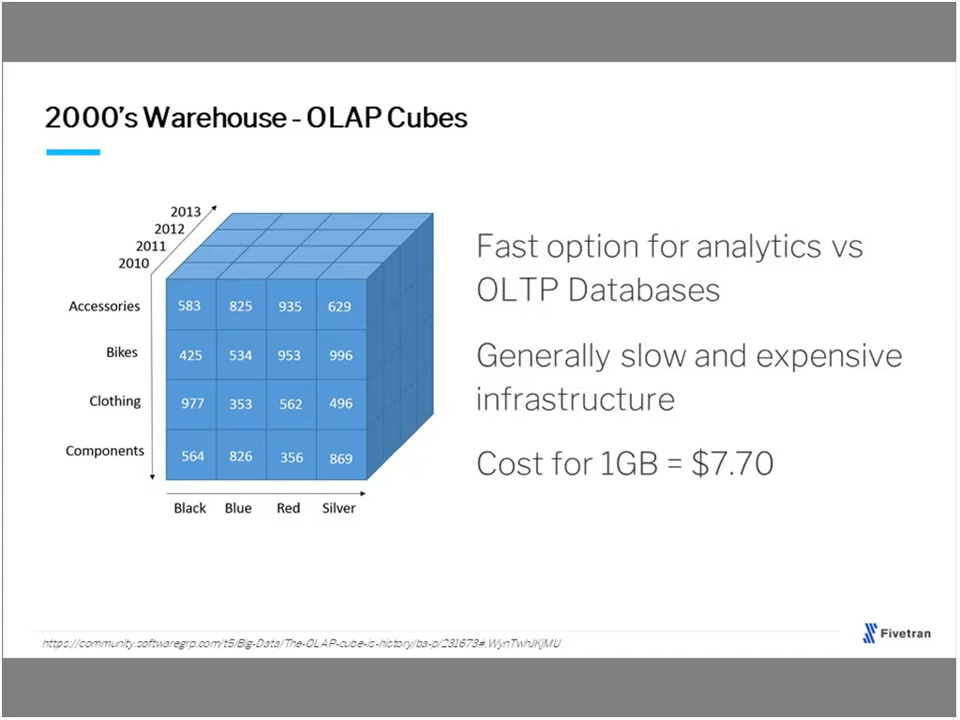 2000's Warehouse - OLAP Cubes
2013
2012
2011
2010
Accessories 583 825 935 629
Bikes 425 534 953 996
Clothing 977 353 562 496
Components 564 826 356 869
Black Blue Red Silver
Fast option for analytics vs
OLTP Databases
Generally slow and expensive
infrastructure
Cost for 1GB = $7.70
https://community.softwaregrp.com/t5/Big-Data/The-OLAP-cube-is-history/ba-p/231673#.WynTwhJKjMU
Fivetran